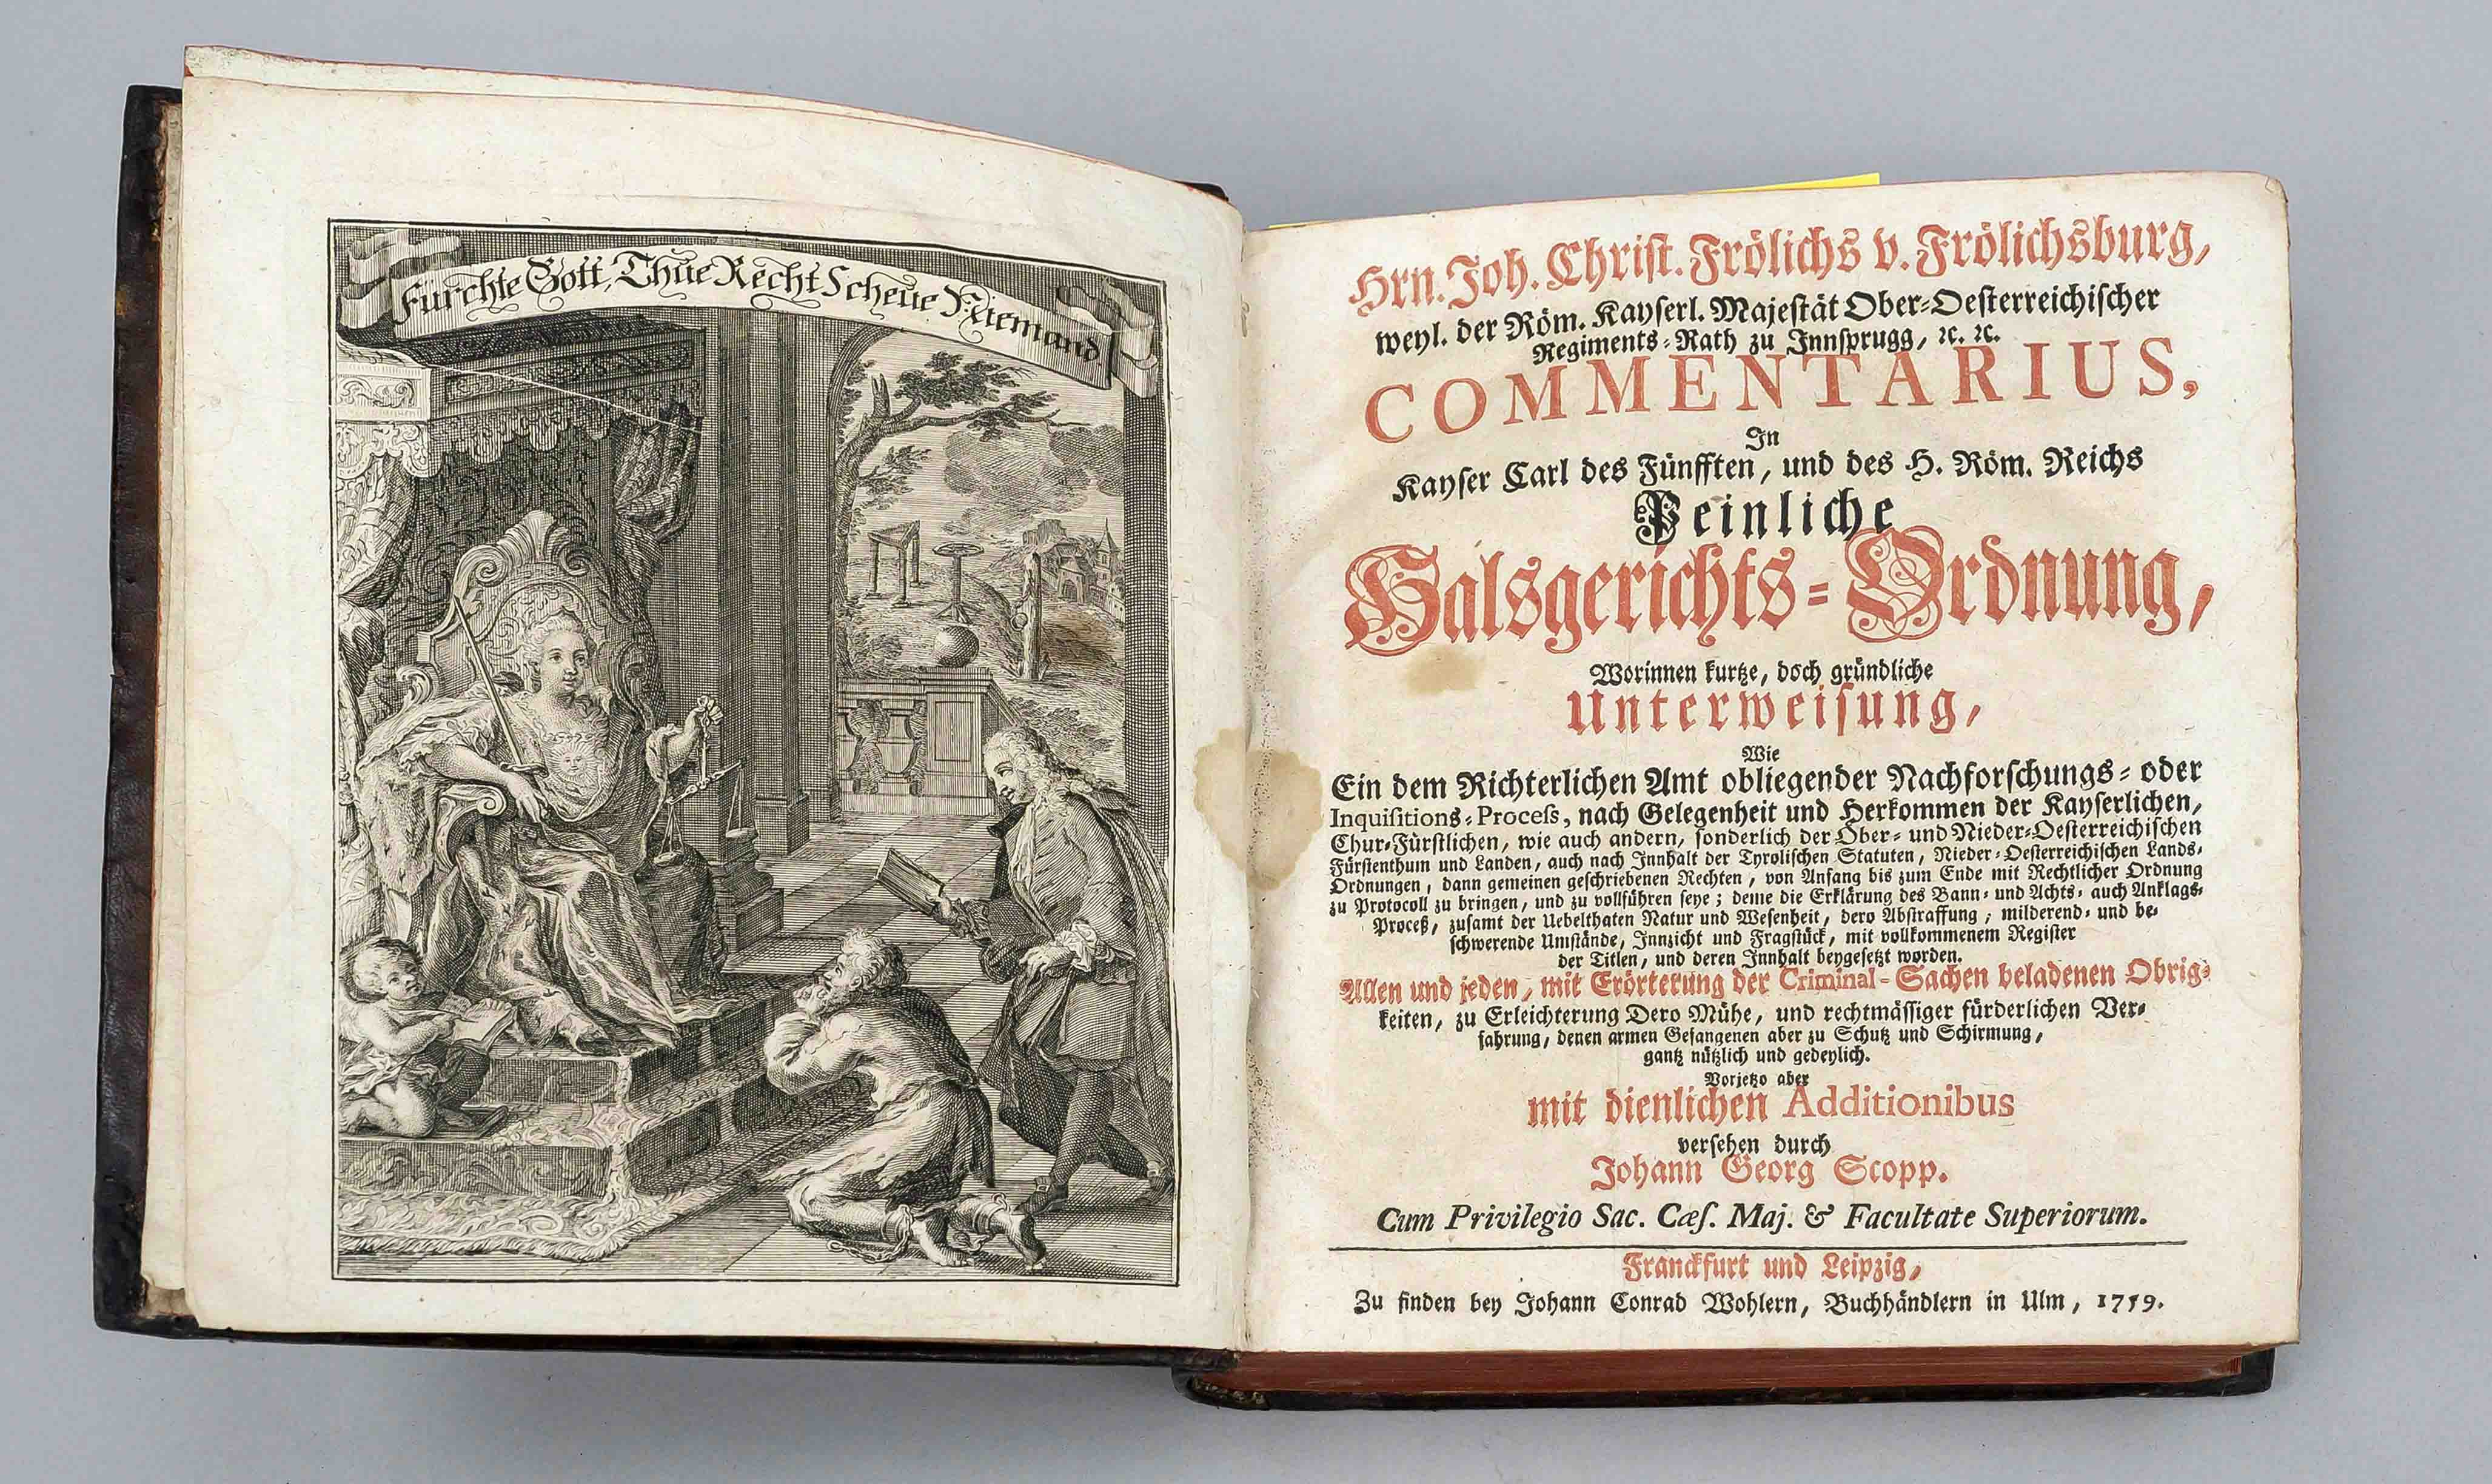 Fürchte Gott, Thue Recht Scheue Niemand.
Hrn. Joh. Christ. Frölichs v. Frölichsburg,
weyl. der Röm. Kayserl. Majestät Ober-Oesterreichischer
Regiments-Rath zu Innsprugg, ꝛc. ꝛc.
COMMENTARIUS,
In
Kayser Carl des Fünfften, und des H. Röm. Reichs
Peinliche
Halsgerichts-Ordnung,
Worinnen kurtze, doch gründliche
Unterweisung,
Wie
Ein dem Richterlichen Amt obliegender Nachforschungs- oder
Inquisitions-Process, nach Gelegenheit und Herkommen der Kayserlichen,
Chur-Fürstlichen, wie auch andern, sonderlich der Ober- und Nieder-Oesterreichischen
Fürstenthum und Landen, auch nach Innhalt der Tyrolischen Statuten, Nieder-Oesterreichischen Lands-
Ordnungen, dann gemeinen geschriebenen Rechten, von Anfang bis zum Ende mit Rechtlicher Ordnung
zu Protocoll zu bringen, und zu vollführen seye; deme die Erklärung des Bann- und Achts- auch Anklags-
Proceß, zusamt der Uebelthaten Natur und Wesenheit, dero Abstraffung, milderend- und be-
schwerende Umstände, Innzicht und Fragstück, mit vollkommenem Register
der Titlen, und deren Innhalt beygesetzt worden.
Allen und jeden, mit Erörterung der Criminal-Sachen beladenen Obrig-
keiten, zu Erleichterung Dero Mühe, und rechtmässiger fürderlichen Ver-
fahrung, denen armen Gefangenen aber zu Schutz und Schirmung,
gantz nützlich und gedeylich.
Vorjetzo aber
mit dienlichen Additionibus
versehen durch
Johann Georg Scopp.
Cum Privilegio Sac. Cæs. Maj. & Facultate Superiorum.
Franckfurt und Leipzig,
Zu finden bey Johann Conrad Wohlern, Buchhändlern in Ulm, 1759.